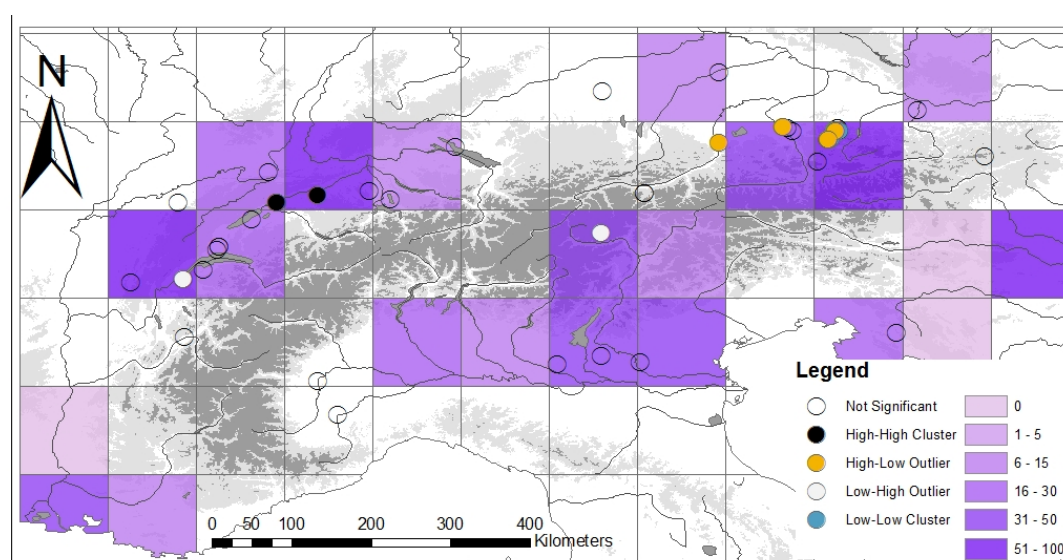 N
Legend
Not Significant
High-High Cluster
High-Low Outlier
Low-High Outlier
Low-Low Cluster
0
1 - 5
6 - 15
16 - 30
31 - 50
51 - 100
0 50 100 200 300 400
Kilometers